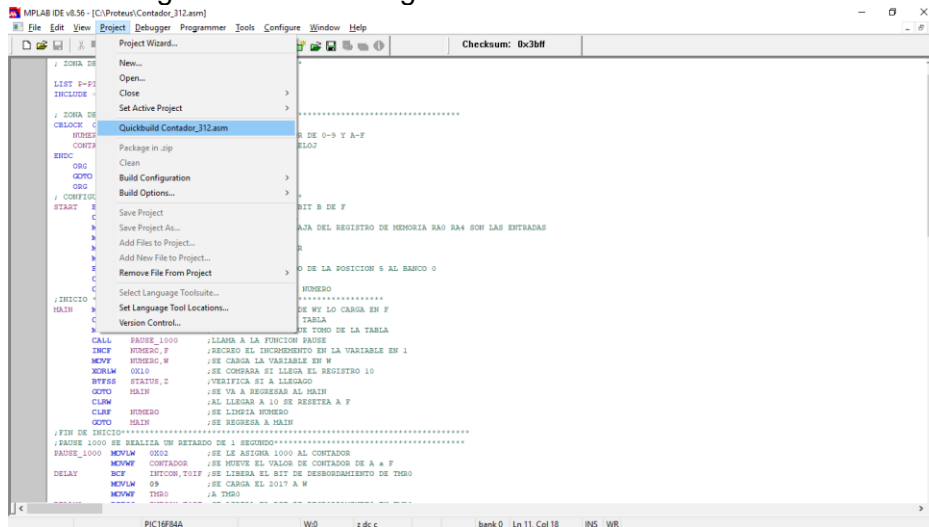 MPLAB IDE v8.56 - [C:\Proteus\Contador_312.asm]
File Edit View Project Debugger Programmer Tools Configure Window Help
Checksum: 0x3bff
Project Wizard...
New...
Open...
Close
Set Active Project
Quickbuild Contador_312.asm
Package in .zip
Clean
Build Configuration
Build Options...
Save Project
Save Project As...
Add Files to Project...
Add New File to Project...
Remove File From Project
Select Language Toolsuite...
Set Language Tool Locations...
Version Control...
; ZONA DE
LIST
INCLUDE
; ZONA DE
CBLOCK
R DE 0-9 Y A-F
ELOJ
ENDC
ORG
GOTO
ORG
; CONFIGU
START BIT B DE F
AJA DEL REGISTRO DE MEMORIA RA0 RA4 SON LAS ENTRADAS
O DE LA POSICION 5 AL BANCO 0
NUMERO
;INICIO
MAIN DE WY LO CARGA EN F
TABLA
UE TOMO DE LA TABLA
CALL PAUSE_1000 ;LLAMA A LA FUNCION PAUSE
INCF NUMERO,F ;RECREO EL INCRMEMENTO EN LA VARIABLE EN 1
MOVF NUMERO,W ;SE CARGA LA VARIABLE EN W
XORLW 0X10 ;SE COMPARA SI LLEGA EL REGISTRO 10
BTFSS STATUS,Z ;VERIFICA SI A LLEGAGO
GOTO MAIN ;SE VA A REGRESAR AL MAIN
CLRW ;AL LLEGAR A 10 SE RESETEA A F
CLRF NUMERO ;SE LIMPIA NUMERO
GOTO MAIN ;SE REGRESA A MAIN
;FIN DE INICIO
;PAUSE 1000 SE REALIZA UN RETARDO DE 1 SEGUNDO
PAUSE_1000 MOVLW 0X02 ;SE LE ASIGNA 1000 AL CONTADOR
MOVWF CONTADOR ;SE MUEVE EL VALOR DE CONTADOR DE A a F
DELAY BCF INTCON,T0IF ;SE LIBERA EL BIT DE DESBORDAMIENTO DE TMR0
MOVLW 09 ;SE CARGA EL 2017 A W
MOVWF TMR0 ;A TMR0
PIC16F84A W:0 z dc c bank 0 Ln 11, Col 18 INS WR